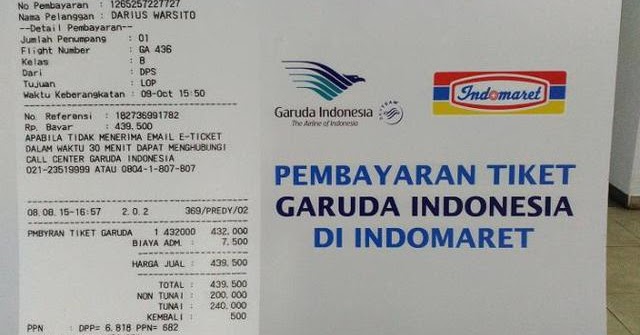 No Pembayaran : 1265257227727
Nama Pelanggan : DARIUS WARSITO
--Detail Pembayaran--
Jumlah Penumpang : 01
Flight Number : GA 436
Kelas : B
Dari : DPS
Tujuan : LOP
Waktu Keberangkatan : 09-Oct 15:50
No. Referensi : 182736991782
Rp. Bayar : 439.500
APABILA TIDAK MENERIMA EMAIL E-TICKET
DALAM WAKTU 30 MENIT DAPAT MENGHUBUNGI
CALL CENTER GARUDA INDONESIA
021-23519999 ATAU 0804-1-807-807
08.08.15-16:57 2.0.2 369/PREDY/02
PMBYRAN TIKET GARUDA 1 432000 432,000
BIAYA ADM. : 7,500
HARGA JUAL : 439,500
TOTAL : 439,500
NON TUNAI : 200,000
TUNAI : 240,000
KEMBALI : 500
PPN : DPP= 6,818 PPN= 682
Garuda Indonesia
The Airline of Indonesia
SKYTEAM
Indomaret
PEMBAYARAN TIKET
GARUDA INDONESIA
DI INDOMARET